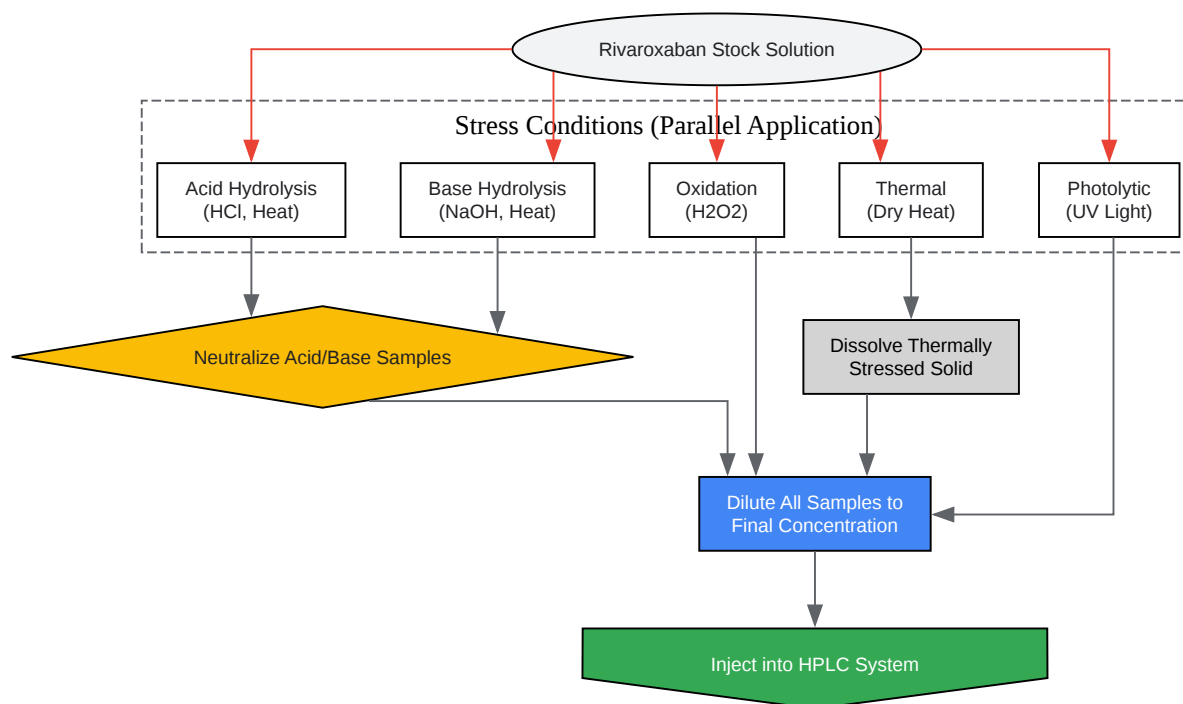 Rivaroxaban Stock Solution
Stress Conditions (Parallel Application)
Acid Hydrolysis
(HCl, Heat)
Base Hydrolysis
(NaOH, Heat)
Oxidation
(H2O2)
Thermal
(Dry Heat)
Photolytic
(UV Light)
Neutralize Acid/Base Samples
Dissolve Thermally
Stressed Solid
Dilute All Samples to
Final Concentration
Inject into HPLC System